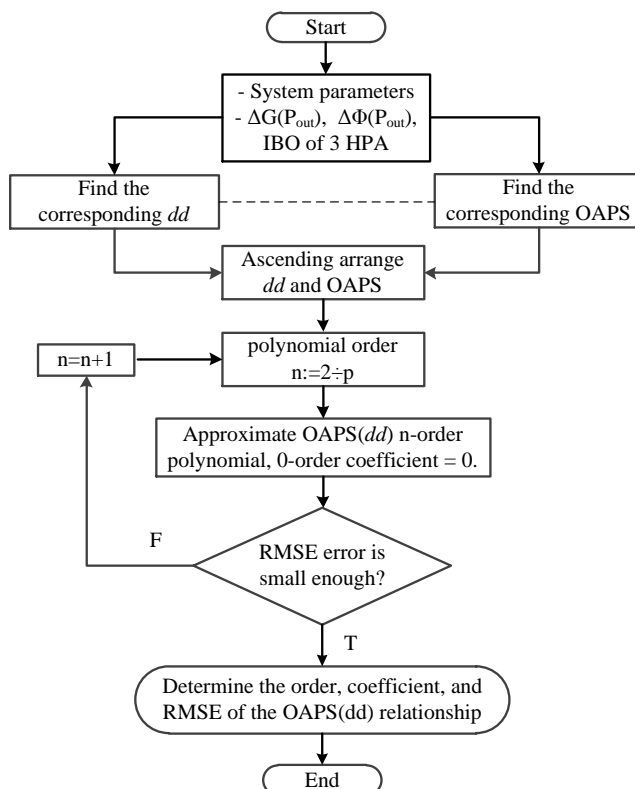 Start
- System parameters
- ΔG(Pout), ΔΦ(Pout),
IBO of 3 HPA
Find the
corresponding dd
Find the
corresponding OAPS
Ascending arrange
dd and OAPS
n=n+1
polynomial order
n:=2÷p
Approximate OAPS(dd) n-order
polynomial, 0-order coefficient = 0.
F
RMSE error is
small enough?
T
Determine the order, coefficient, and
RMSE of the OAPS(dd) relationship
End